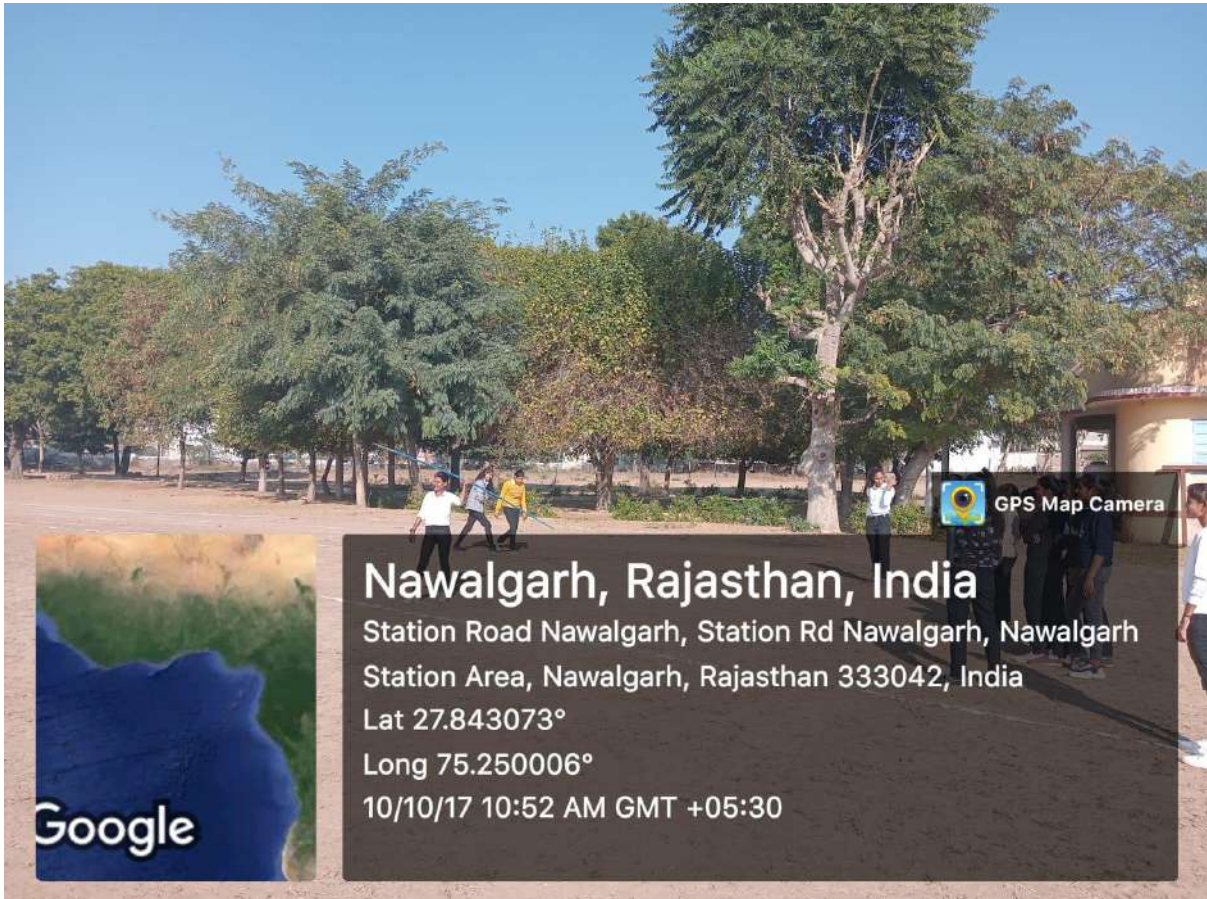 GPS Map Camera
Nawalgarh, Rajasthan, India
Station Road Nawalgarh, Station Rd Nawalgarh, Nawalgarh
Station Area, Nawalgarh, Rajasthan 333042, India
Lat 27.843073°
Long 75.250006°
10/10/17 10:52 AM GMT +05:30
Google